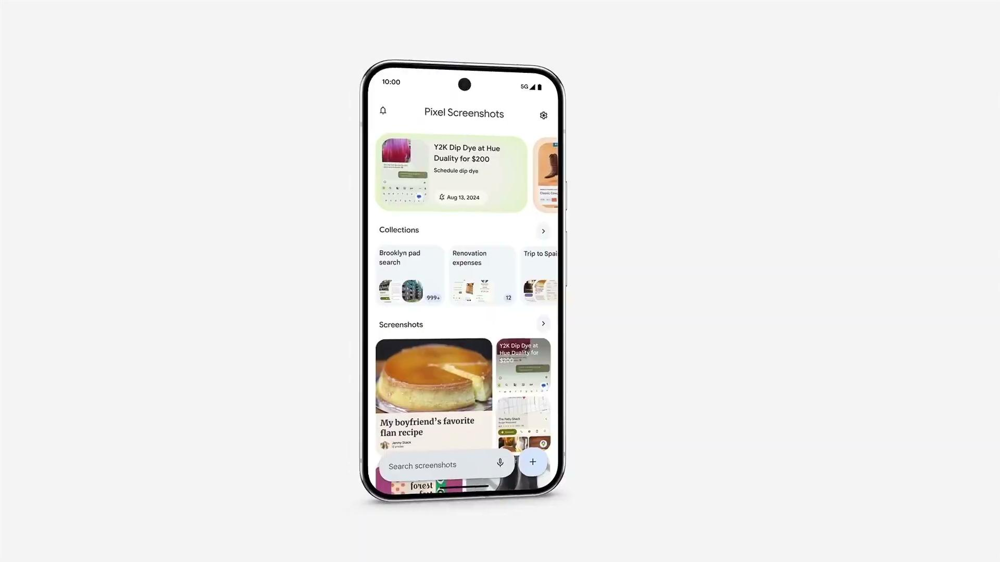 10:00
5G
Pixel Screenshots
Y2K Dip Dye at Hue
Duality for $200
Schedule dip dye
Aug 13, 2024
Classic Cow
Collections
Brooklyn pad
search
999+
Renovation
expenses
12
Trip to Spai
Screenshots
My boyfriend’s favorite
flan recipe
Jenny Stack
Y2K Dip Dye at
Hue Duality for
$200
The Patty Shack
Search screenshots
forest